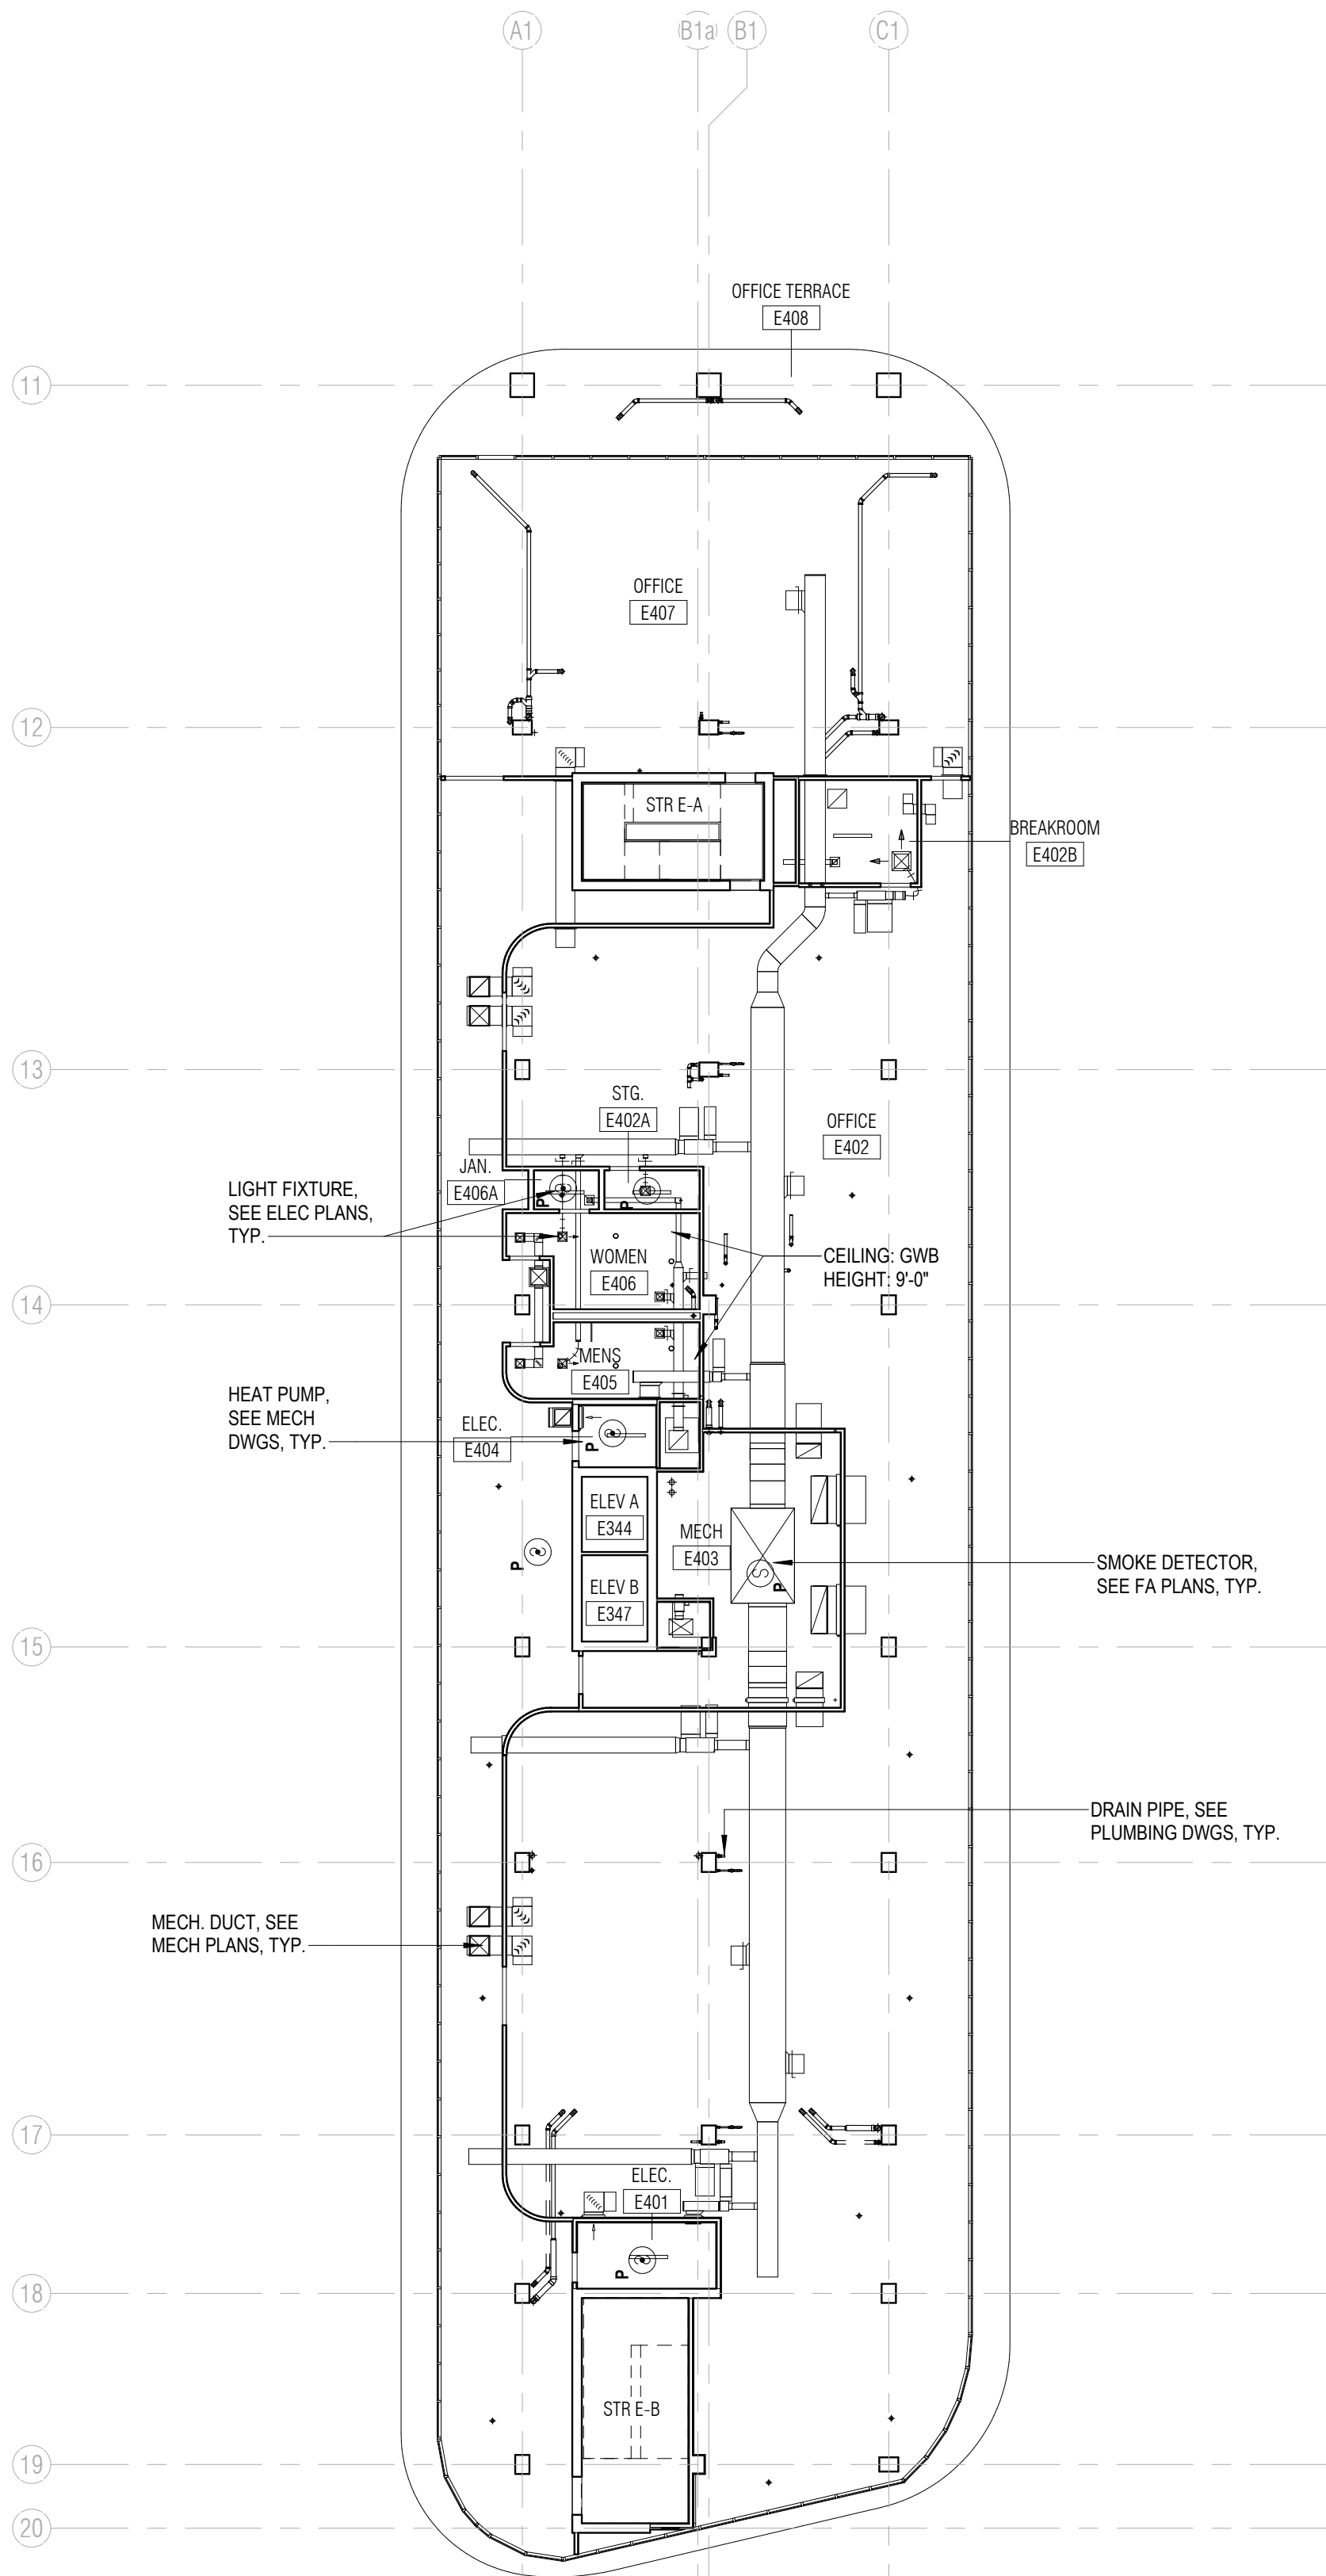 A1
B1a
B1
C1
OFFICE TERRACE
E408
11
OFFICE
E407
12
STR E-A
BREAKROOM
E402B
13
STG.
E402A
OFFICE
E402
JAN.
E406A
P
P
LIGHT FIXTURE,
SEE ELEC PLANS,
TYP.
WOMEN
E406
CEILING: GWB
HEIGHT: 9'-0"
14
MENS
E405
HEAT PUMP,
SEE MECH
DWGS, TYP.
ELEC.
E404
P
ELEV A
E344
MECH
E403
P
S
P
SMOKE DETECTOR,
SEE FA PLANS, TYP.
ELEV B
E347
15
DRAIN PIPE, SEE
PLUMBING DWGS, TYP.
16
MECH. DUCT, SEE
MECH PLANS, TYP.
17
ELEC.
E401
P
18
STR E-B
19
20